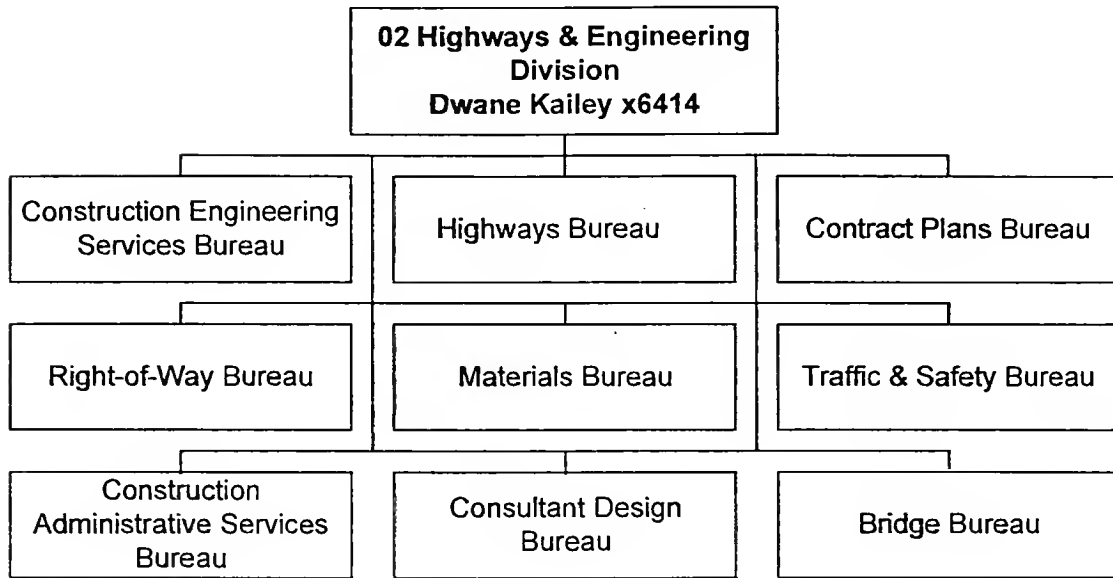 02 Highways & Engineering
Division
Dwane Kailey x6414
Construction Engineering
Services Bureau
Highways Bureau
Contract Plans Bureau
Right-of-Way Bureau
Materials Bureau
Traffic & Safety Bureau
Construction
Administrative Services
Bureau
Consultant Design
Bureau
Bridge Bureau